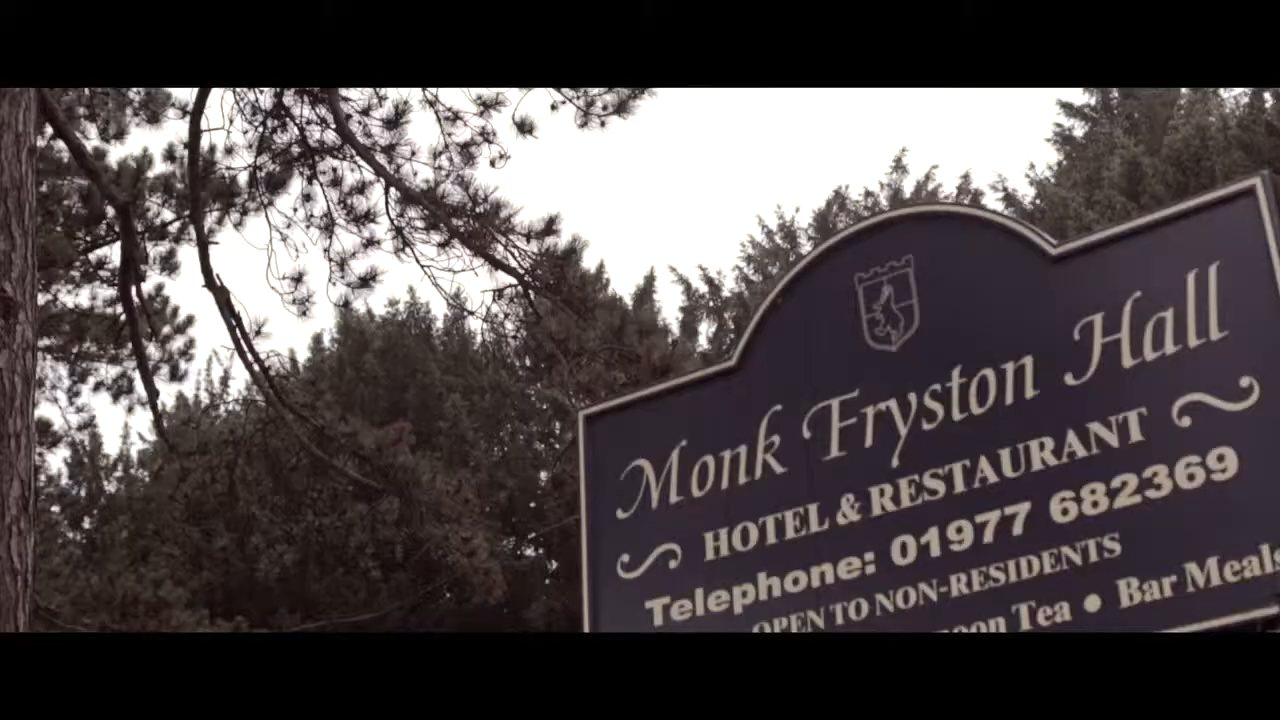 Monk Fryston Hall
HOTEL & RESTAURANT
Telephone: 01977 682369
OPEN TO NON-RESIDENTS
Tea • Bar Meals